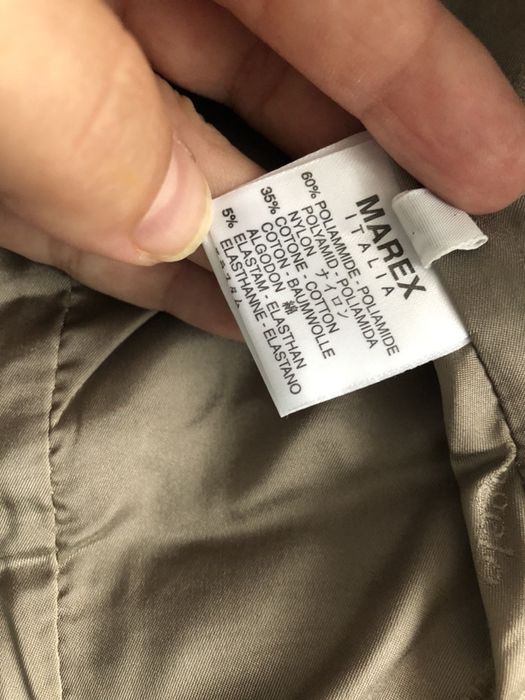 MAREX
ITALIA
60% POLIAMMIDE - POLIAMIDE
POLYAMID - POLIAMIDA
NYLON ナイロン
35% COTONE - COTTON
COTON - BAUMWOLLE
ALGODON 綿
5% ELASTAM - ELASTHAN
ELASTHANNE - ELASTANO